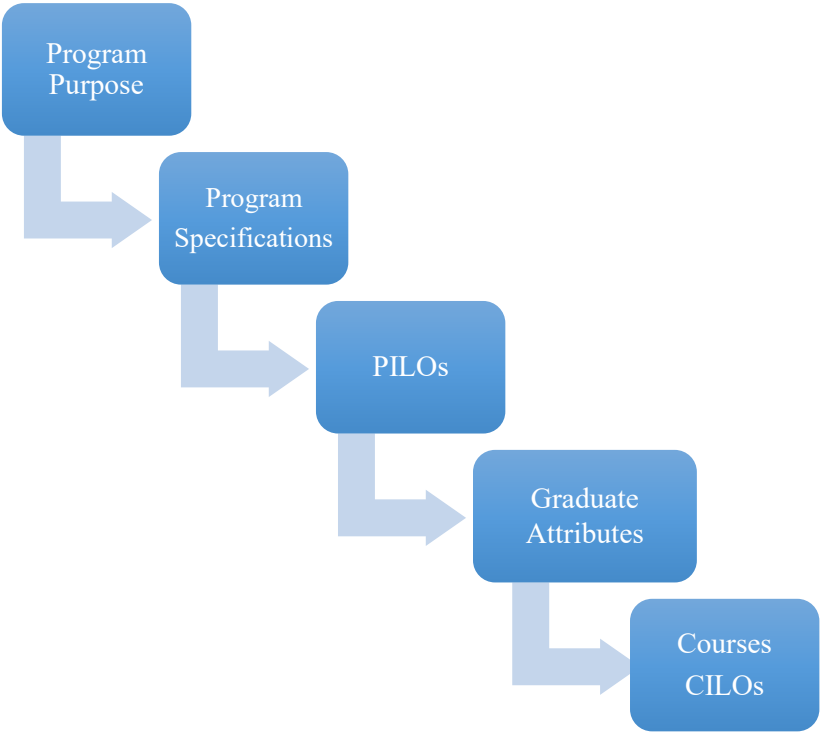 Program
Purpose
Program
Specifications
PILOs
Graduate
Attributes
Courses
CILOs